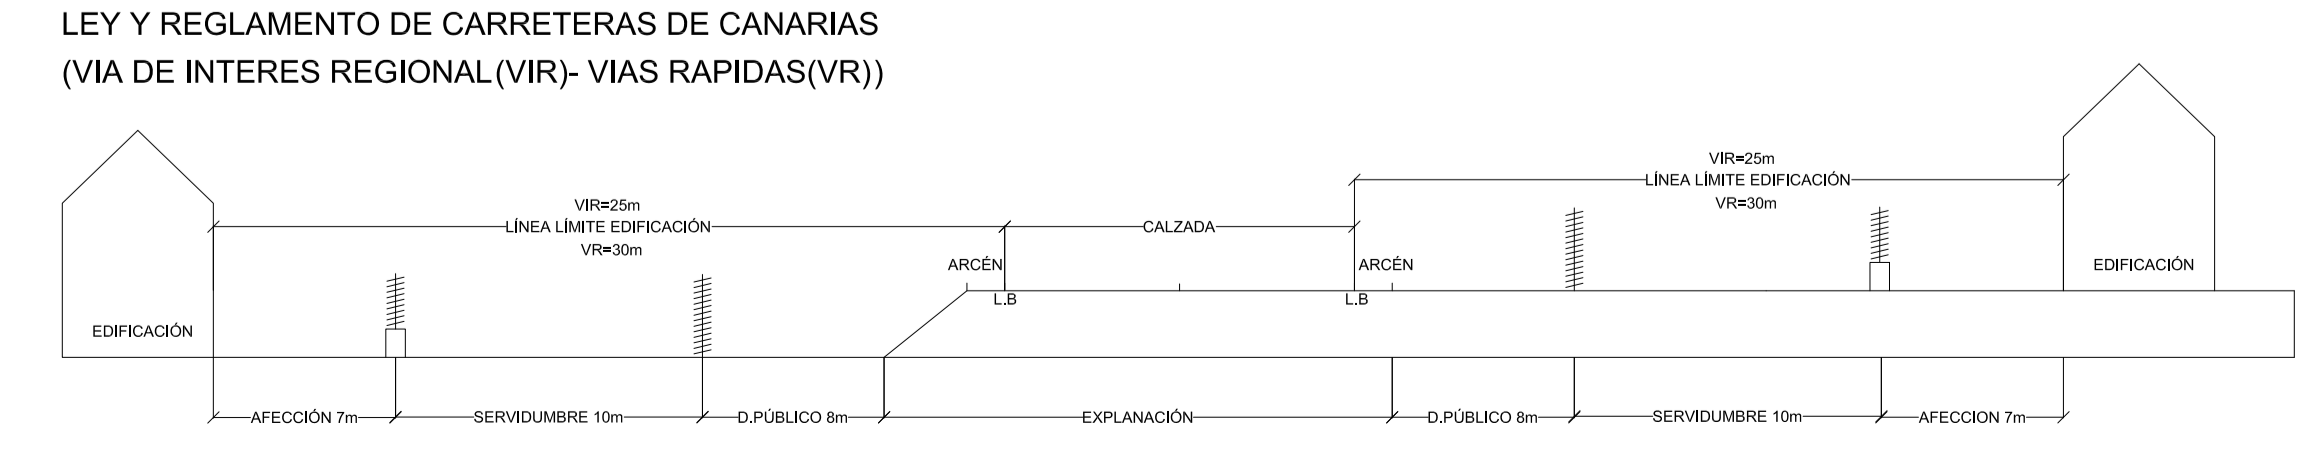 LEY Y REGLAMENTO DE CARRETERAS DE CANARIAS
(VIA DE INTERES REGIONAL(VIR)- VIAS RAPIDAS(VR))
VIR=25m
LÍNEA LÍMITE EDIFICACIÓN
VR=30m
VIR=25m
LÍNEA LÍMITE EDIFICACIÓN
VR=30m
CALZADA
ARCÉN
ARCÉN
EDIFICACIÓN
L.B
L.B
EDIFICACIÓN
AFECCIÓN 7m
SERVIDUMBRE 10m
D.PÚBLICO 8m
EXPLANACIÓN
D.PÚBLICO 8m
SERVIDUMBRE 10m
AFECCION 7m